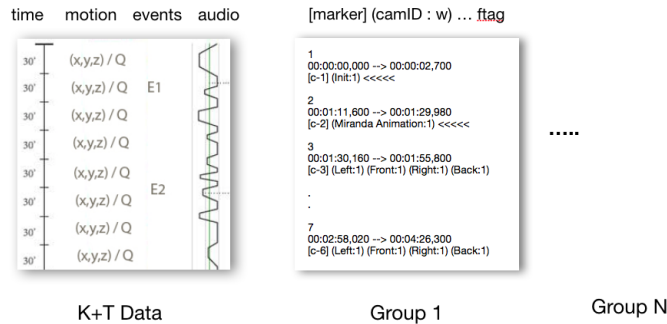 time motion events audio
30' (x,y,z) / Q
30' (x,y,z) / Q E1
30' (x,y,z) / Q
30' (x,y,z) / Q
30' (x,y,z) / Q
E2
30' (x,y,z) / Q
30' (x,y,z) / Q
30' (x,y,z) / Q
K+T Data
[marker] (camID : w) ... ftag
1
00:00:00,000 --> 00:00:02,700
[c-1] (Init:1) <<<<<
2
00:01:11,600 --> 00:01:29,980
[c-2] (Miranda Animation:1) <<<<<
3
00:01:30,160 --> 00:01:55,800
[c-3] (Left:1) (Front:1) (Right:1) (Back:1)
.
.
7
00:02:58,020 --> 00:04:26,300
[c-6] (Left:1) (Front:1) (Right:1) (Back:1)
Group 1
.....
Group N